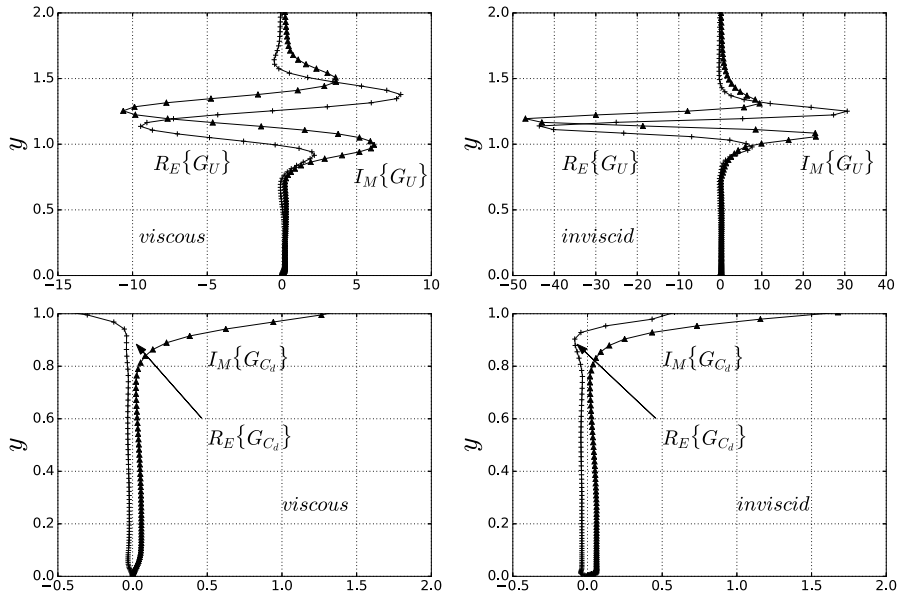 2.0
1.5
1.0
0.5
0.0
y
R_E{G_U}
I_M{G_U}
viscous
−15 −10 −5 0 5 10
2.0
1.5
1.0
0.5
0.0
y
R_E{G_U}
I_M{G_U}
inviscid
−50 −40 −30 −20 −10 0 10 20 30 40
1.0
0.8
0.6
0.4
0.2
0.0
y
I_M{G_{C_d}}
R_E{G_{C_d}}
viscous
−0.5 0.0 0.5 1.0 1.5 2.0
1.0
0.8
0.6
0.4
0.2
0.0
y
I_M{G_{C_d}}
R_E{G_{C_d}}
inviscid
−0.5 0.0 0.5 1.0 1.5 2.0